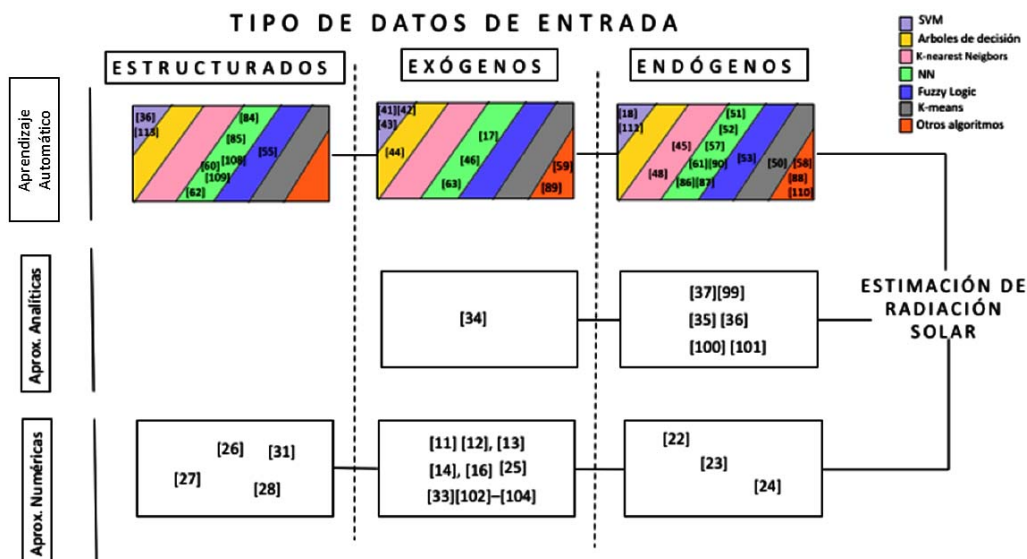 TIPO DE DATOS DE ENTRADA
SVM
Arboles de decisión
K-nearest Neigbors
NN
Fuzzy Logic
K-means
Otros algoritmos
ESTRUCTURADOS
EXÓGENOS
ENDÓGENOS
Aprendizaje
Automático
[36]
[113]
[84]
[85]
[108]
[60]
[109]
[62]
[55]
[41][42]
[43]
[44]
[17]
[46]
[63]
[59]
[89]
[18]
[111]
[45]
[48]
[51]
[52]
[57]
[61][90]
[86][87]
[53]
[50]
[58]
[88]
[110]
Aprox. Analíticas
[34]
[37][99]
[35] [36]
[100] [101]
ESTIMACIÓN DE
RADIACIÓN
SOLAR
Aprox. Numéricas
[26]
[31]
[27]
[28]
[11] [12], [13]
[14], [16] [25]
[33][102]–[104]
[22]
[23]
[24]